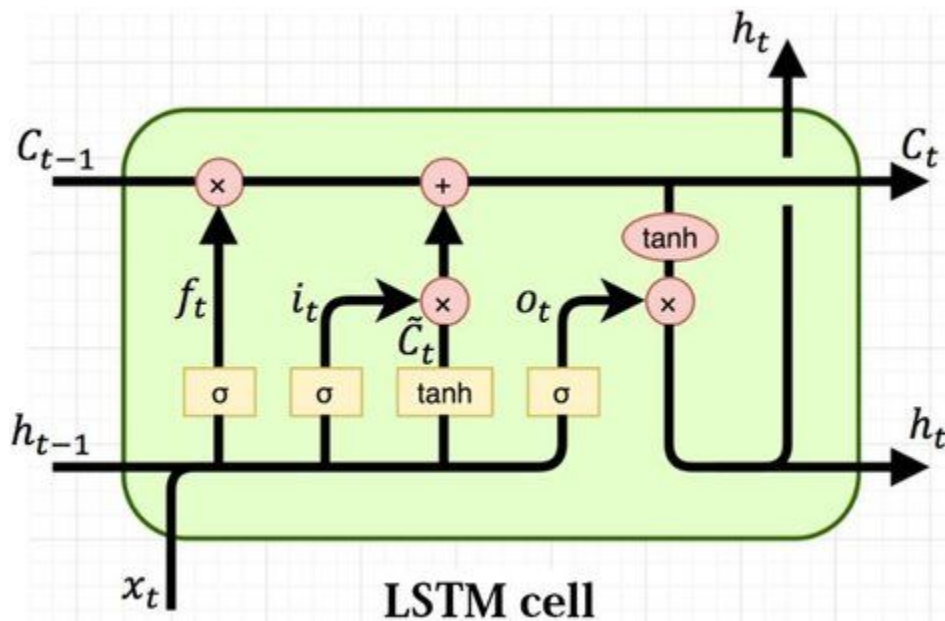 h_t
C_{t-1} × + C_t
tanh
f_t i_t × o_t ×
C̃_t
σ σ tanh σ
h_{t-1} h_t
x_t
LSTM cell